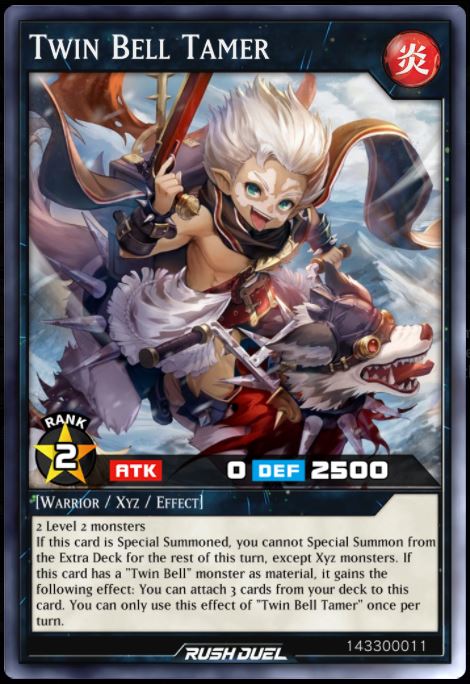 Twin Bell Tamer
炎
RANK
2
ATK 0 DEF 2500
[Warrior / Xyz / Effect]
2 Level 2 monsters
If this card is Special Summoned, you cannot Special Summon from
the Extra Deck for the rest of this turn, except Xyz monsters. If
this card has a "Twin Bell" monster as material, it gains the
following effect: You can attach 3 cards from your deck to this
card. You can only use this effect of "Twin Bell Tamer" once per
turn.
RUSH DUEL
143300011